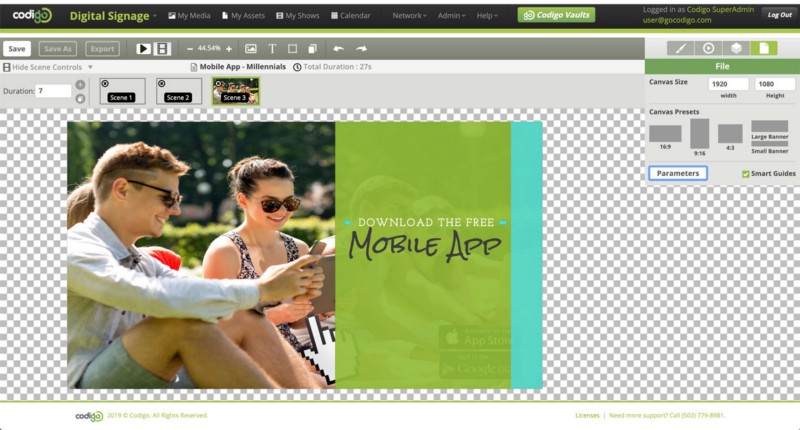 codigo Digital Signage My Media My Assets My Shows Calendar Network Admin Help Codigo Vaults Logged in as Codigo SuperAdmin
user@gocodigo.com
Log Out
Save Save As Export 44.54%
Hide Scene Controls Mobile App - Millennials Total Duration : 27s
File
Canvas Size 1920 1080
width Height
Duration: 7 Scene 1 Scene 2 Scene 3
Canvas Presets
16:9 9:16 4:3 Large Banner
Small Banner
Parameters Smart Guides
DOWNLOAD THE FREE
Mobile App
App Store
Google
codigo 2019 © Codigo. All Rights Reserved. Licenses | Need more support? Call (502) 779-8981.